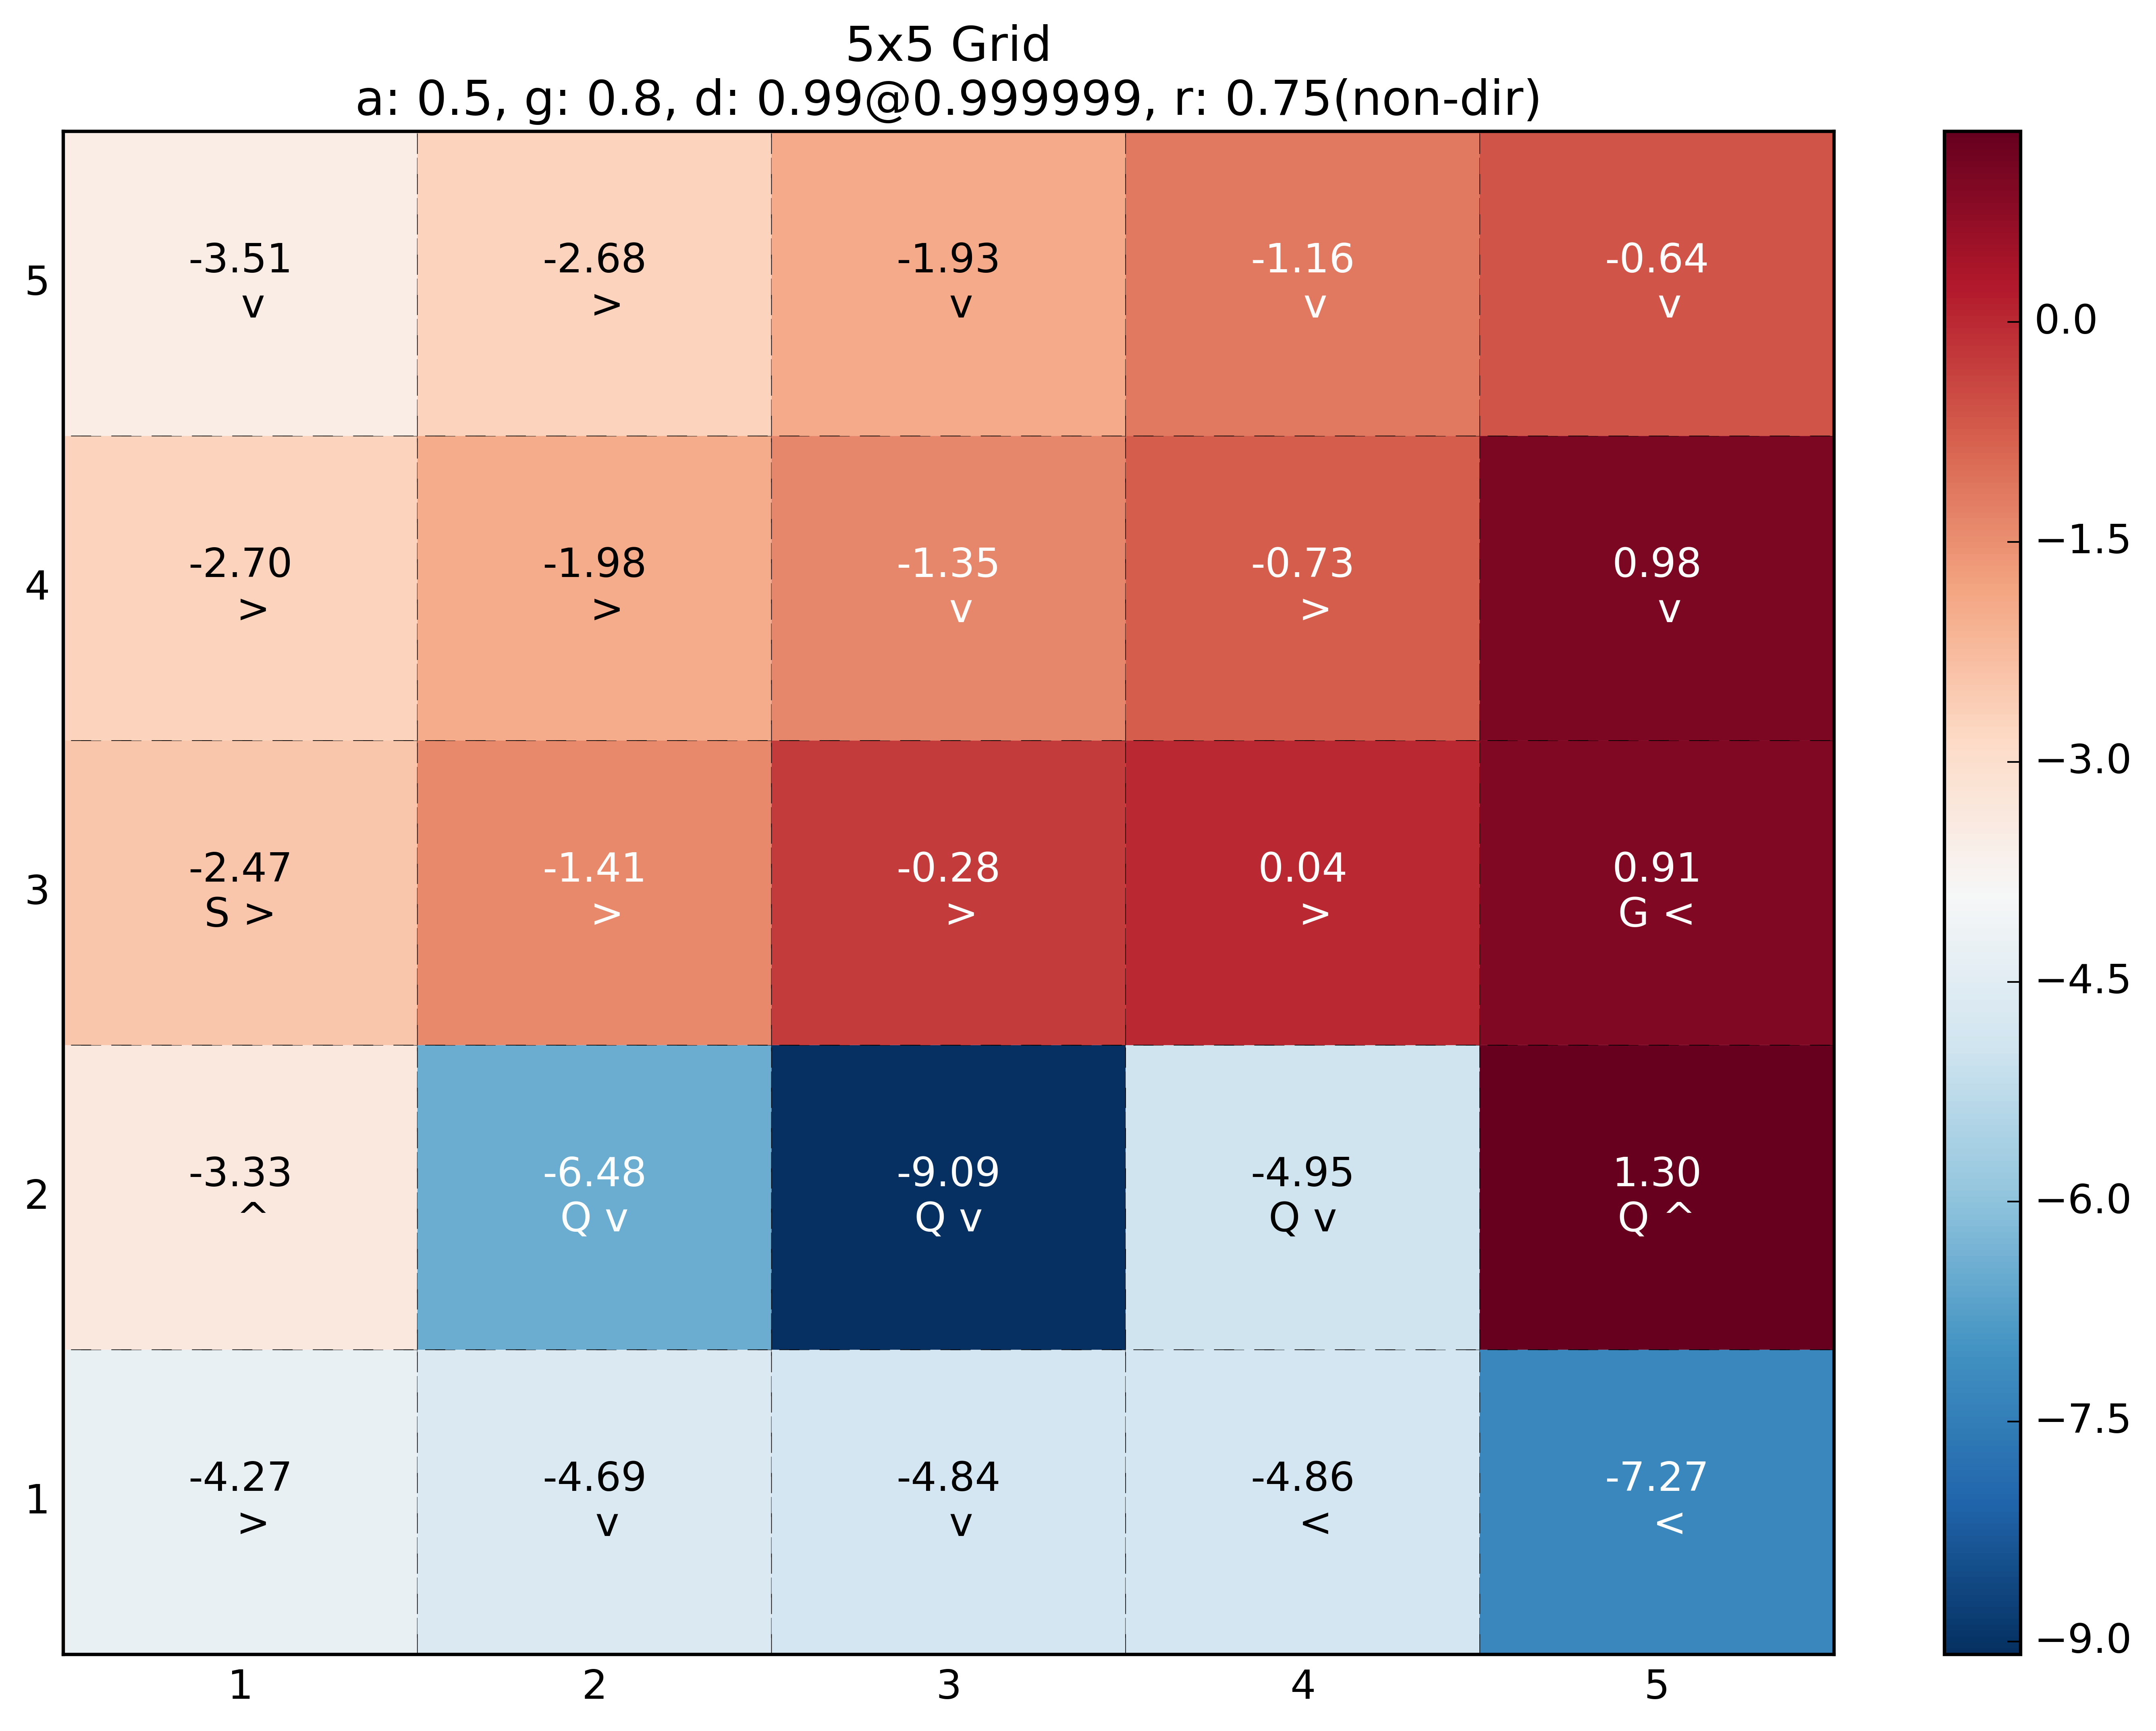 5x5 Grid
a: 0.5, g: 0.8, d: 0.99@0.999999, r: 0.75(non-dir)
5
-3.51
v
-2.68
>
-1.93
v
-1.16
v
-0.64
v
4
-2.70
>
-1.98
>
-1.35
v
-0.73
>
0.98
v
3
-2.47
S >
-1.41
>
-0.28
>
0.04
>
0.91
G <
2
-3.33
^
-6.48
Q v
-9.09
Q v
-4.95
Q v
1.30
Q ^
1
-4.27
>
-4.69
v
-4.84
v
-4.86
<
-7.27
<
1 2 3 4 5
0.0
−1.5
−3.0
−4.5
−6.0
−7.5
−9.0